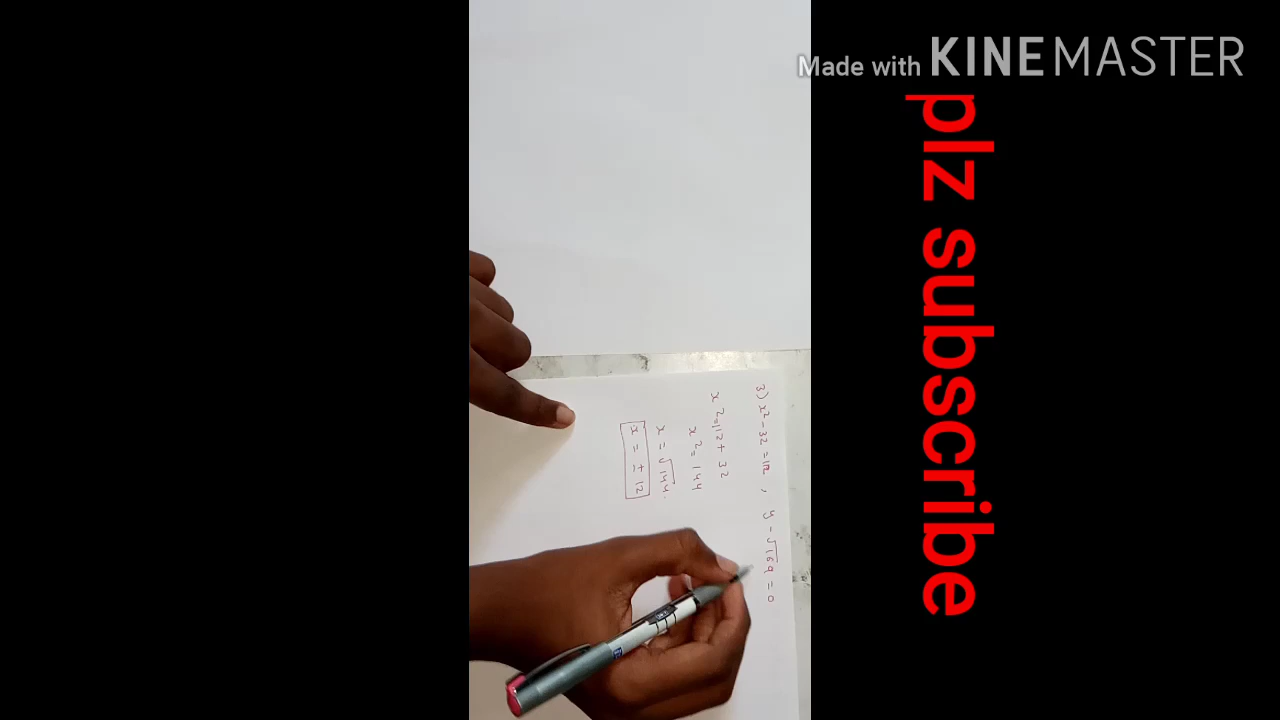 Made with KINEMASTER
plz subscribe
3) x² - 32 = 112 , y - √169 = 0
x² = 112 + 32
x² = 144
x = √144.
x = ± 12